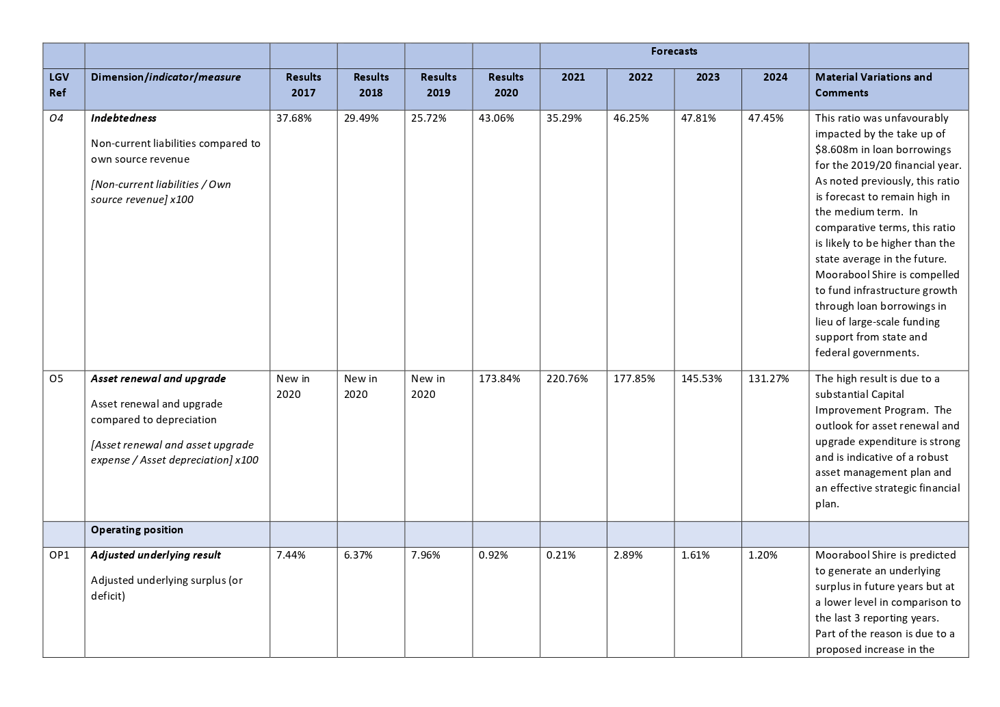 Forecasts
LGV Ref
Dimension/indicator/measure
Results 2017
Results 2018
Results 2019
Results 2020
2021
2022
2023
2024
Material Variations and Comments
O4
Indebtedness
Non-current liabilities compared to
own source revenue
[Non-current liabilities / Own
source revenue] x100
37.68%
29.49%
25.72%
43.06%
35.29%
46.25%
47.81%
47.45%
This ratio was unfavourably
impacted by the take up of
$8.608m in loan borrowings
for the 2019/20 financial year.
As noted previously, this ratio
is forecast to remain high in
the medium term.  In
comparative terms, this ratio
is likely to be higher than the
state average in the future.
Moorabool Shire is compelled
to fund infrastructure growth
through loan borrowings in
lieu of large-scale funding
support from state and
federal governments.
O5
Asset renewal and upgrade
Asset renewal and upgrade
compared to depreciation
[Asset renewal and asset upgrade
expense / Asset depreciation] x100
New in
2020
New in
2020
New in
2020
173.84%
220.76%
177.85%
145.53%
131.27%
The high result is due to a
substantial Capital
Improvement Program.  The
outlook for asset renewal and
upgrade expenditure is strong
and is indicative of a robust
asset management plan and
an effective strategic financial
plan.
Operating position
OP1
Adjusted underlying result
Adjusted underlying surplus (or
deficit)
7.44%
6.37%
7.96%
0.92%
0.21%
2.89%
1.61%
1.20%
Moorabool Shire is predicted
to generate an underlying
surplus in future years but at
a lower level in comparison to
the last 3 reporting years.
Part of the reason is due to a
proposed increase in the